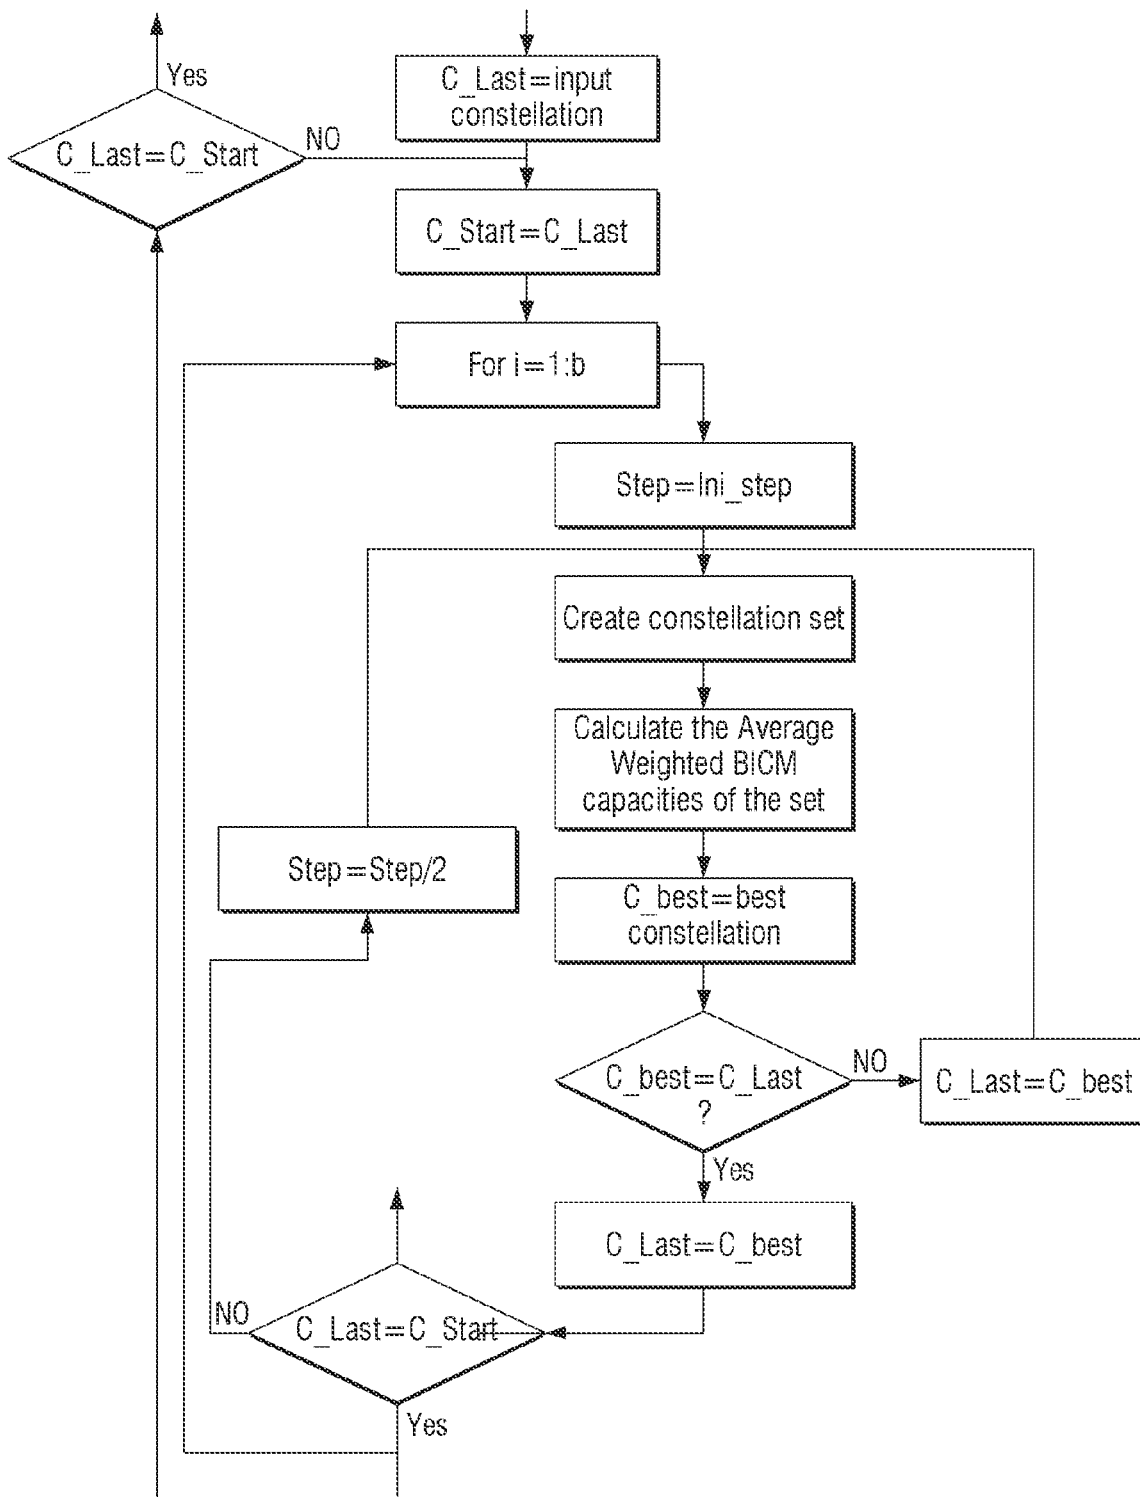 Yes
C_Last=input
constellation
C_Last=C_Start
NO
C_Start=C_Last
For i=1:b
Step=Ini_step
Create constellation set
Calculate the Average
Weighted BICM
capacities of the set
Step=Step/2
C_best=best
constellation
C_best=C_Last
?
NO
C_Last=C_best
Yes
C_Last=C_best
NO
C_Last=C_Start
Yes